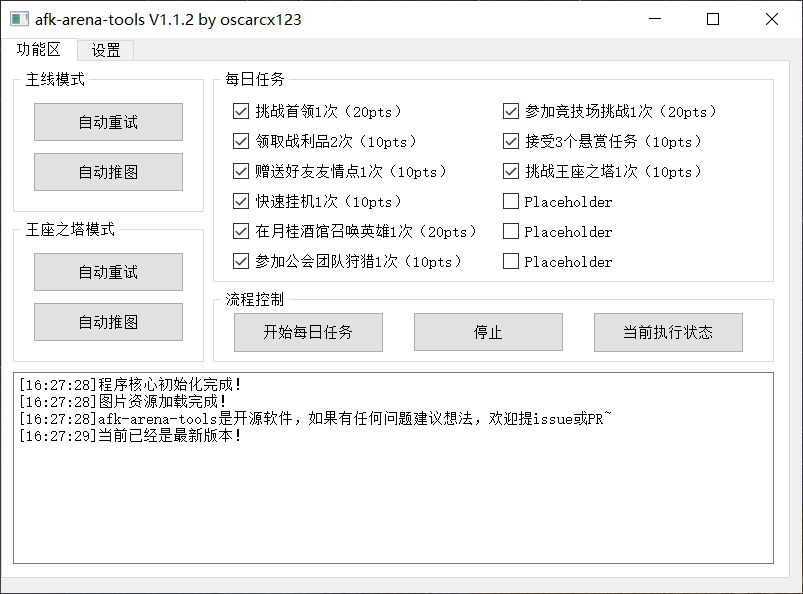 afk-arena-tools V1.1.2 by oscarcx123
功能区 设置
主线模式
自动重试
自动推图
王座之塔模式
自动重试
自动推图
每日任务
挑战首领1次（20pts）
领取战利品2次（10pts）
赠送好友友情点1次（10pts）
快速挂机1次（10pts）
在月桂酒馆召唤英雄1次（20pts）
参加公会团队狩猎1次（10pts）
参加竞技场挑战1次（20pts）
接受3个悬赏任务（10pts）
挑战王座之塔1次（10pts）
Placeholder
Placeholder
Placeholder
流程控制
开始每日任务 停止 当前执行状态
[16:27:28]程序核心初始化完成!
[16:27:28]图片资源加载完成!
[16:27:28]afk-arena-tools是开源软件，如果有任何问题建议想法，欢迎提issue或PR~
[16:27:29]当前已经是最新版本!